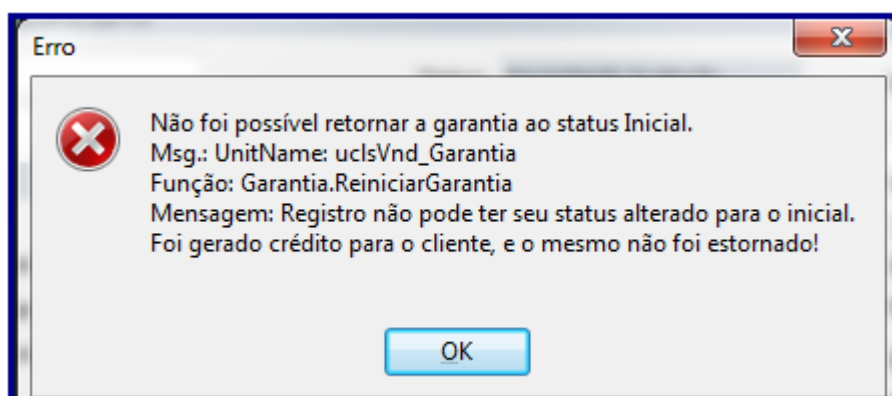 Erro
Não foi possível retornar a garantia ao status Inicial.
Msg.: UnitName: uclsVnd_Garantia
Função: Garantia.ReiniciarGarantia
Mensagem: Registro não pode ter seu status alterado para o inicial.
Foi gerado crédito para o cliente, e o mesmo não foi estornado!
OK